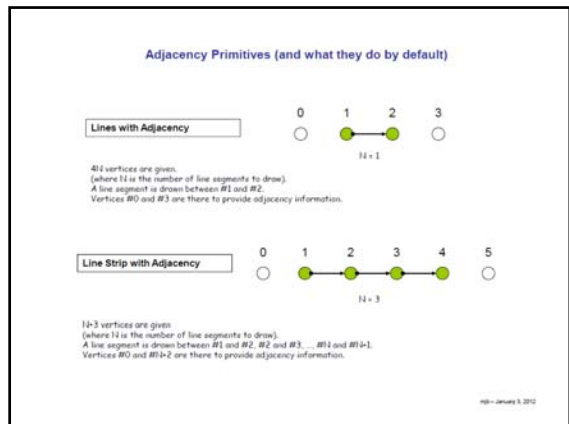 Adjacency Primitives (and what they do by default)
0 1 2 3
Lines with Adjacency
N = 1
4N vertices are given.
(where N is the number of line segments to draw).
A line segment is drawn between #1 and #2.
Vertices #0 and #3 are there to provide adjacency information.
0 1 2 3 4 5
Line Strip with Adjacency
N = 3
N+3 vertices are given
(where N is the number of line segments to draw).
A line segment is drawn between #1 and #2, #2 and #3, ..., #N and #N+1.
Vertices #0 and #N+2 are there to provide adjacency information.
mjb – January 3, 2012